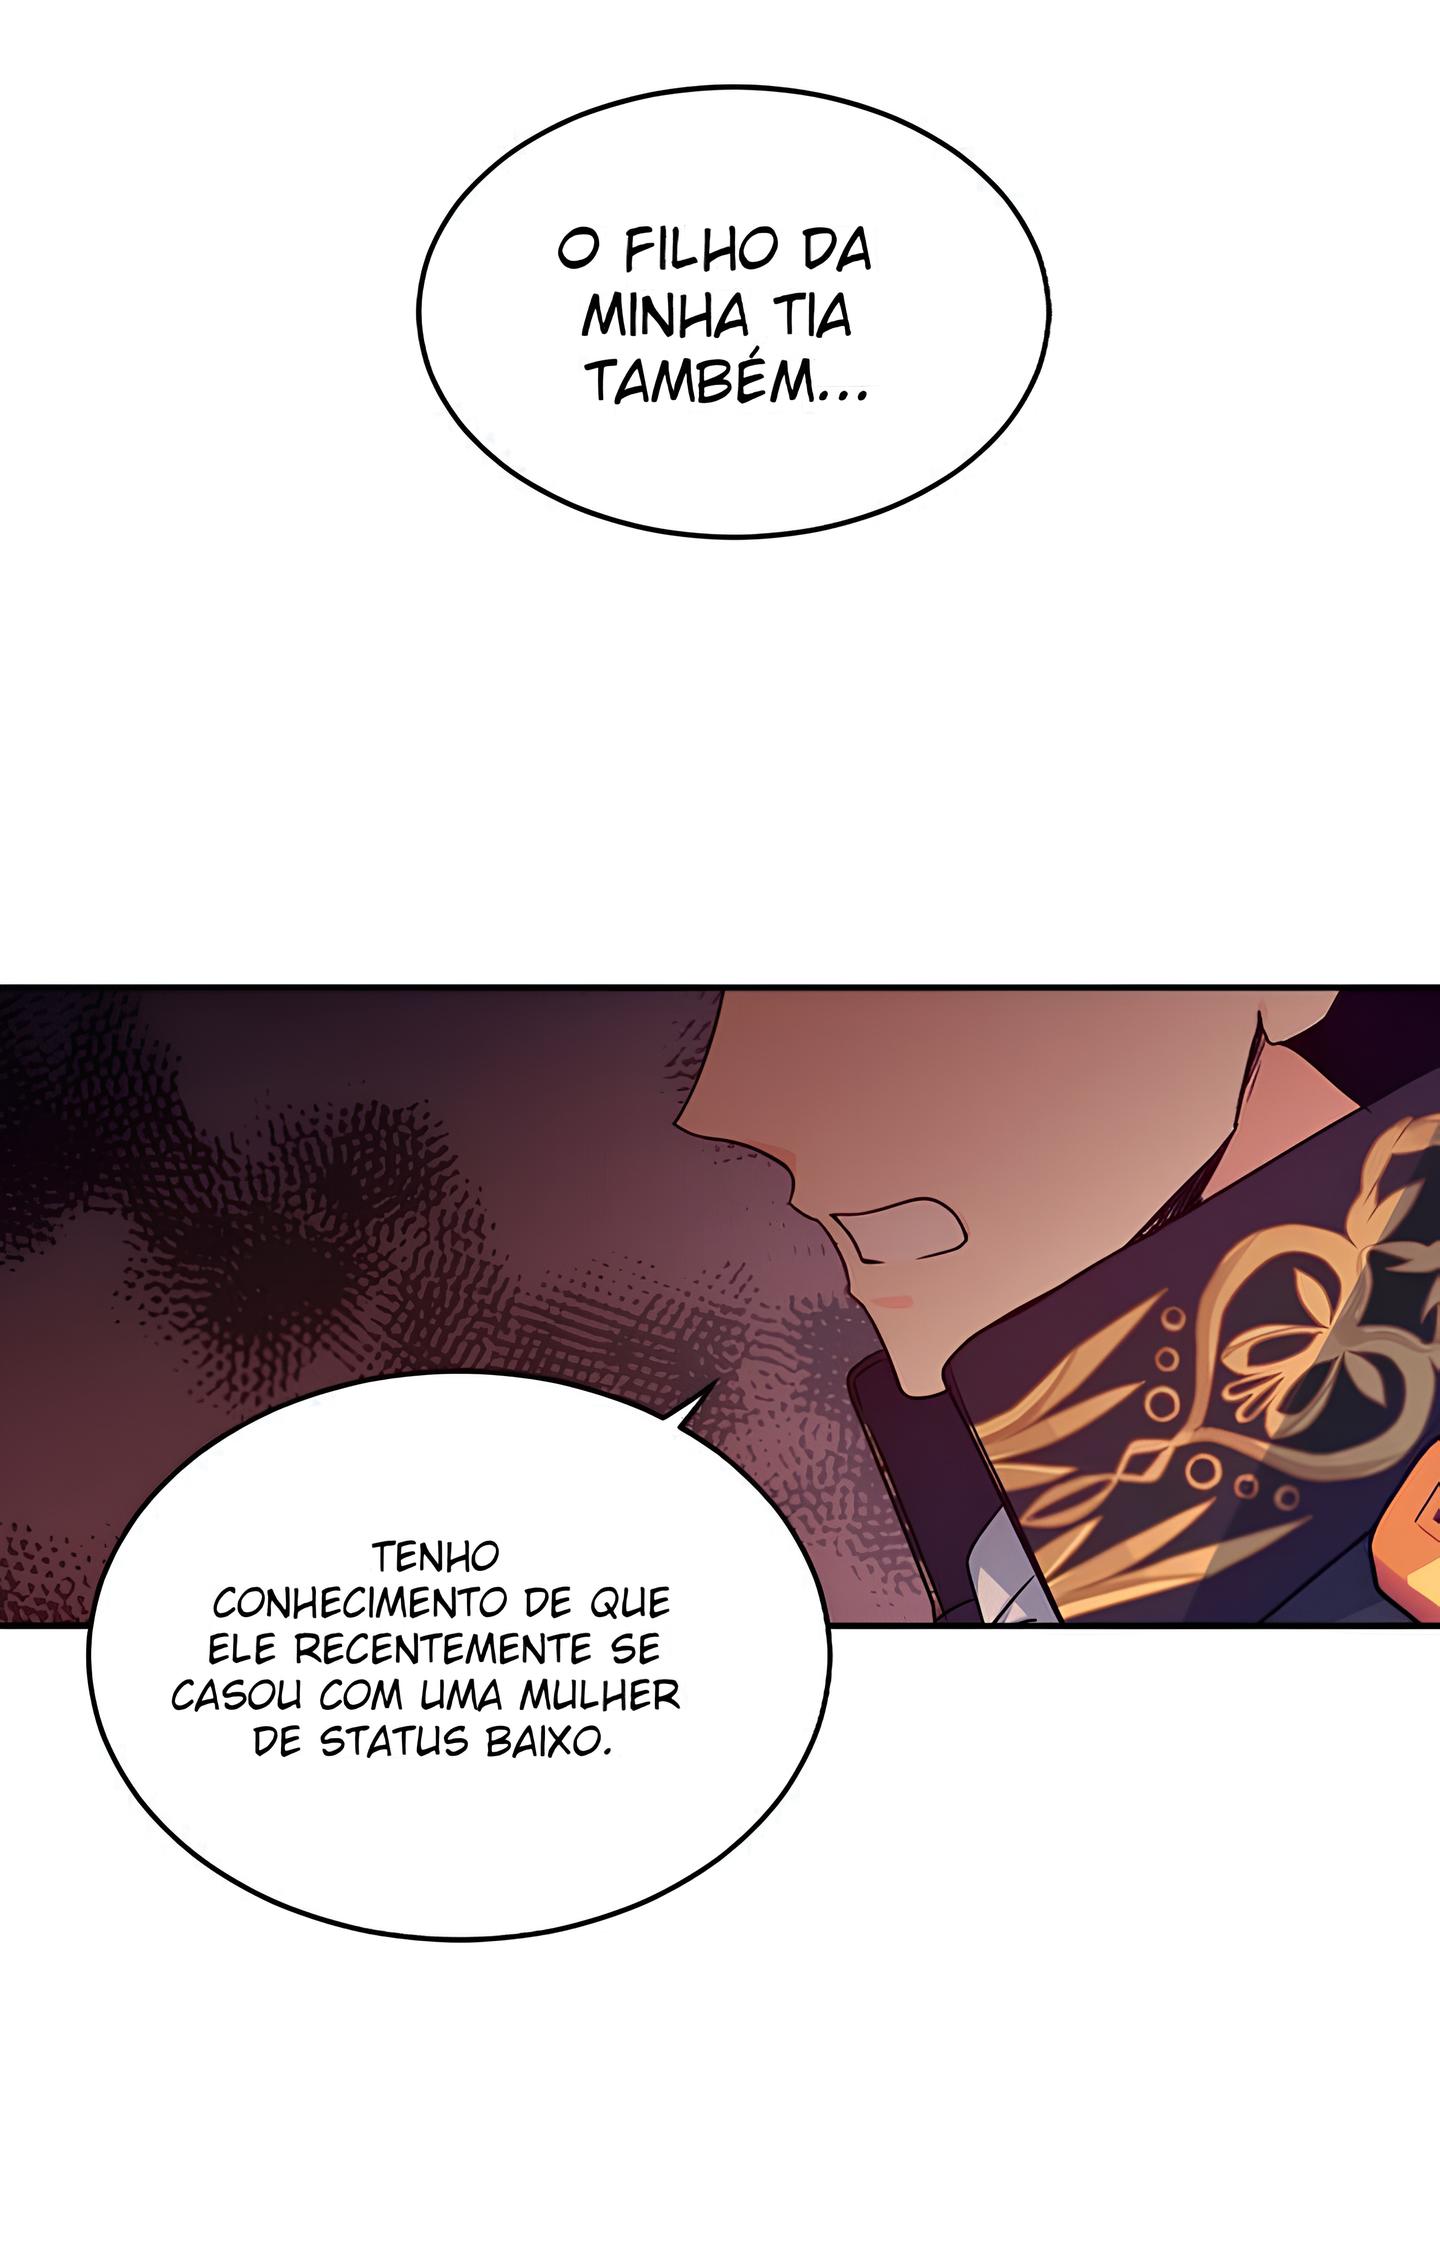 O FILHO DA
MINHA TIA
TAMBÉM...
TENHO
CONHECIMENTO DE QUE
ELE RECENTEMENTE SE
CASOU COM UMA MULHER
DE STATUS BAIXO.